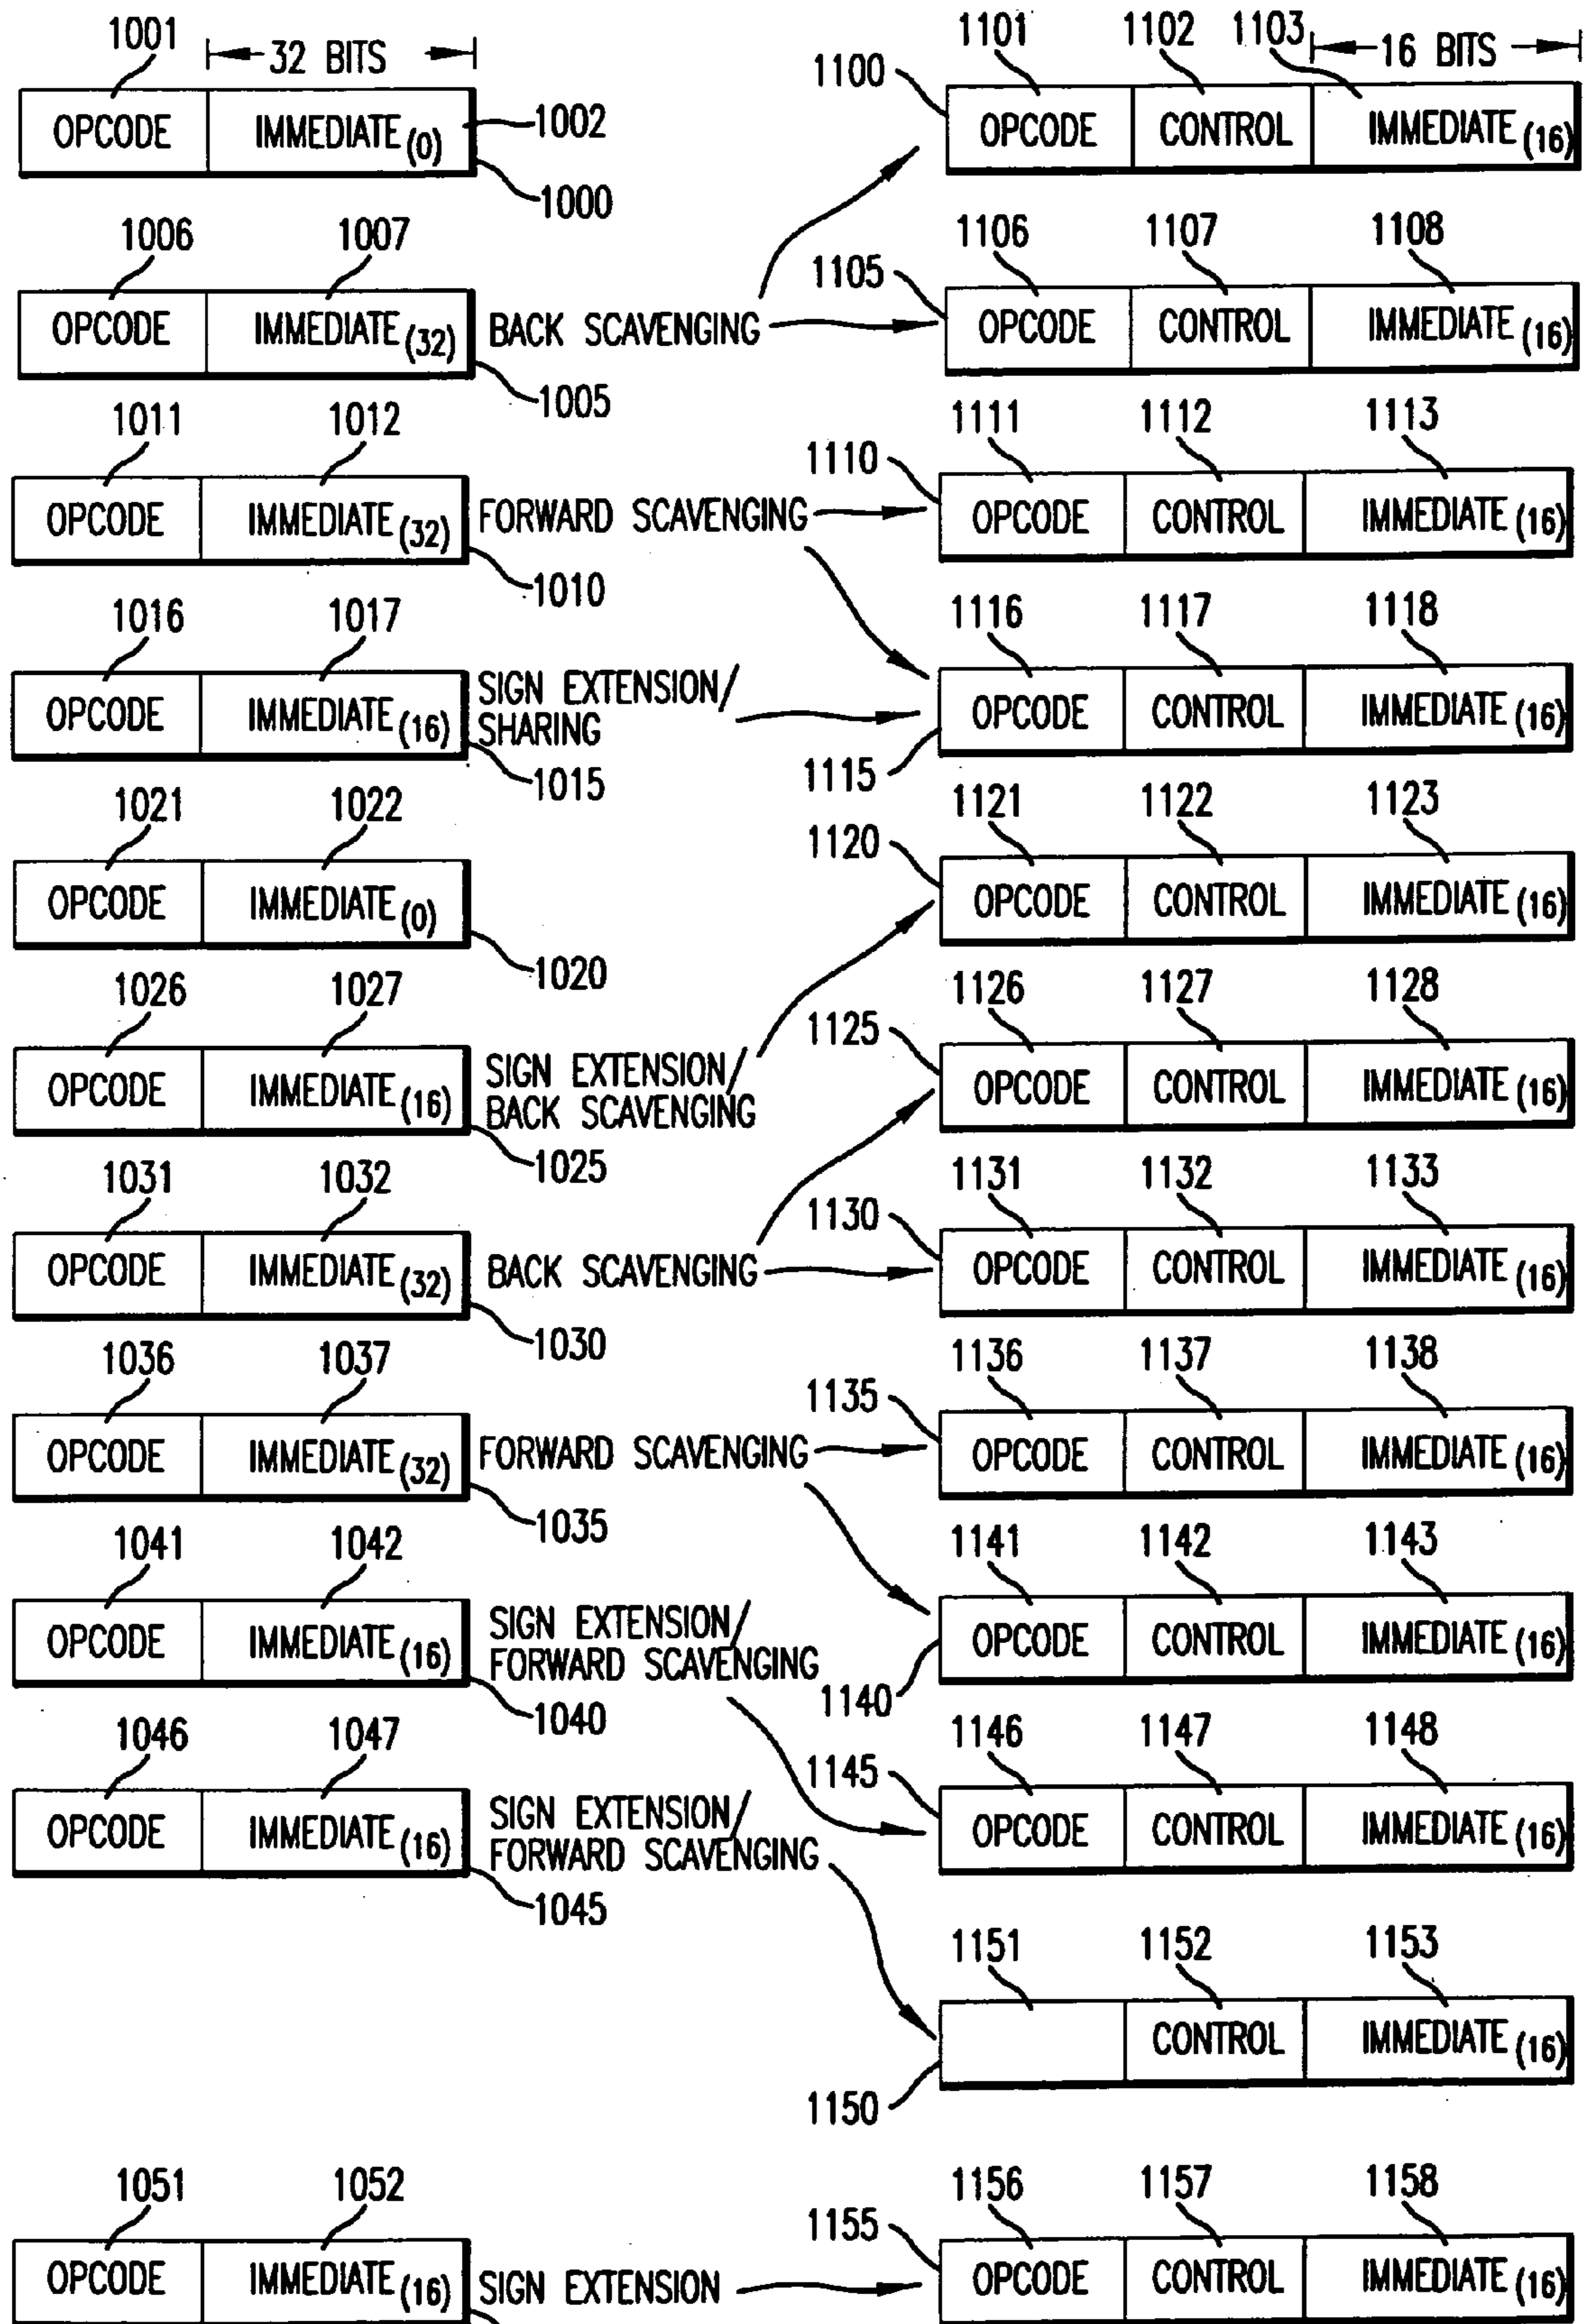 1001 32 BITS 1101 1102 1103 16 BITS
1100
OPCODE IMMEDIATE (0) 1002 OPCODE CONTROL IMMEDIATE (16)
1000
1006 1007 1106 1107 1108
1105
OPCODE IMMEDIATE (32) BACK SCAVENGING OPCODE CONTROL IMMEDIATE (16)
1005
1011 1012 1111 1112 1113
1110
OPCODE IMMEDIATE (32) FORWARD SCAVENGING OPCODE CONTROL IMMEDIATE (16)
1010
1016 1017 1116 1117 1118
SIGN EXTENSION/
OPCODE IMMEDIATE (16) SHARING OPCODE CONTROL IMMEDIATE (16)
1015 1115
1021 1022 1121 1122 1123
1120
OPCODE IMMEDIATE (0) OPCODE CONTROL IMMEDIATE (16)
1020
1026 1027 1126 1127 1128
1125
SIGN EXTENSION/
OPCODE IMMEDIATE (16) BACK SCAVENGING OPCODE CONTROL IMMEDIATE (16)
1025
1031 1032 1131 1132 1133
1130
OPCODE IMMEDIATE (32) BACK SCAVENGING OPCODE CONTROL IMMEDIATE (16)
1030
1036 1037 1136 1137 1138
1135
OPCODE IMMEDIATE (32) FORWARD SCAVENGING OPCODE CONTROL IMMEDIATE (16)
1035
1041 1042 1141 1142 1143
SIGN EXTENSION/
OPCODE IMMEDIATE (16) FORWARD SCAVENGING OPCODE CONTROL IMMEDIATE (16)
1040 1140
1046 1047 1146 1147 1148
1145
SIGN EXTENSION/
OPCODE IMMEDIATE (16) FORWARD SCAVENGING OPCODE CONTROL IMMEDIATE (16)
1045
1151 1152 1153
CONTROL IMMEDIATE (16)
1150
1051 1052 1156 1157 1158
1155
OPCODE IMMEDIATE (16) SIGN EXTENSION OPCODE CONTROL IMMEDIATE (16)